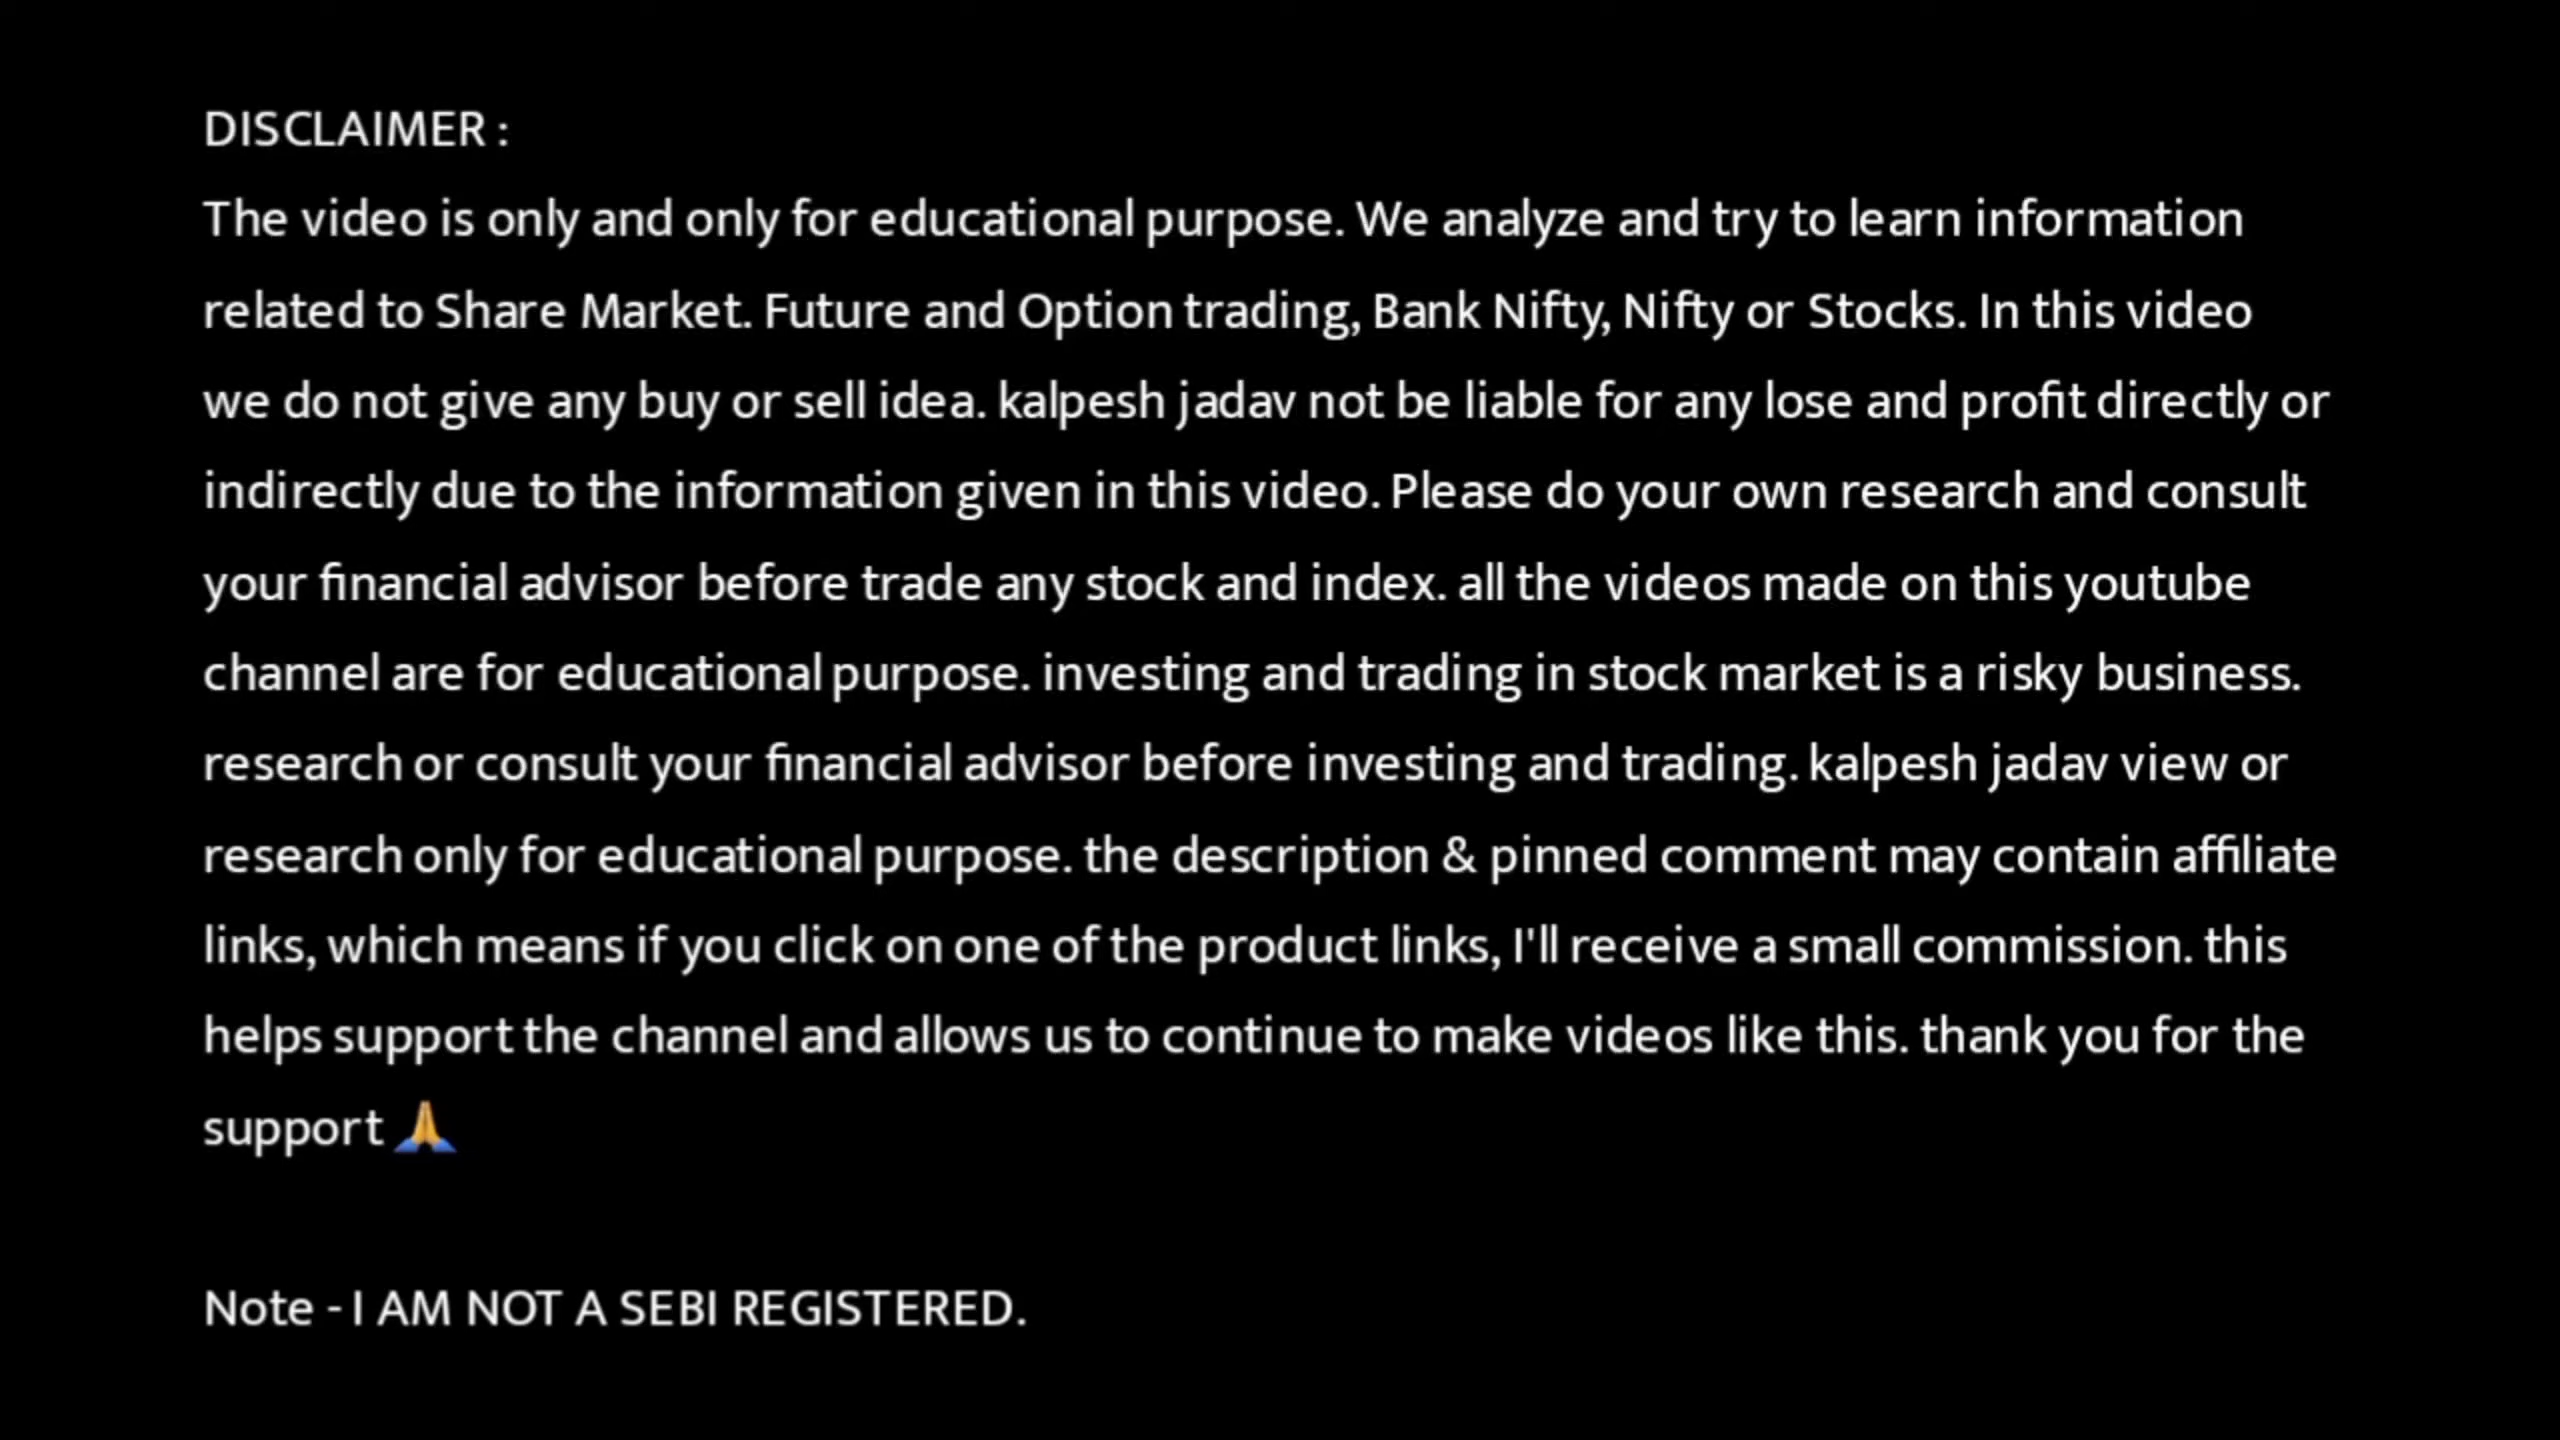 DISCLAIMER :
The video is only and only for educational purpose. We analyze and try to learn information
related to Share Market. Future and Option trading, Bank Nifty, Nifty or Stocks. In this video
we do not give any buy or sell idea. kalpesh jadav not be liable for any lose and profit directly or
indirectly due to the information given in this video. Please do your own research and consult
your financial advisor before trade any stock and index. all the videos made on this youtube
channel are for educational purpose. investing and trading in stock market is a risky business.
research or consult your financial advisor before investing and trading. kalpesh jadav view or
research only for educational purpose. the description & pinned comment may contain affiliate
links, which means if you click on one of the product links, I'll receive a small commission. this
helps support the channel and allows us to continue to make videos like this. thank you for the
support 🙏
Note - I AM NOT A SEBI REGISTERED.